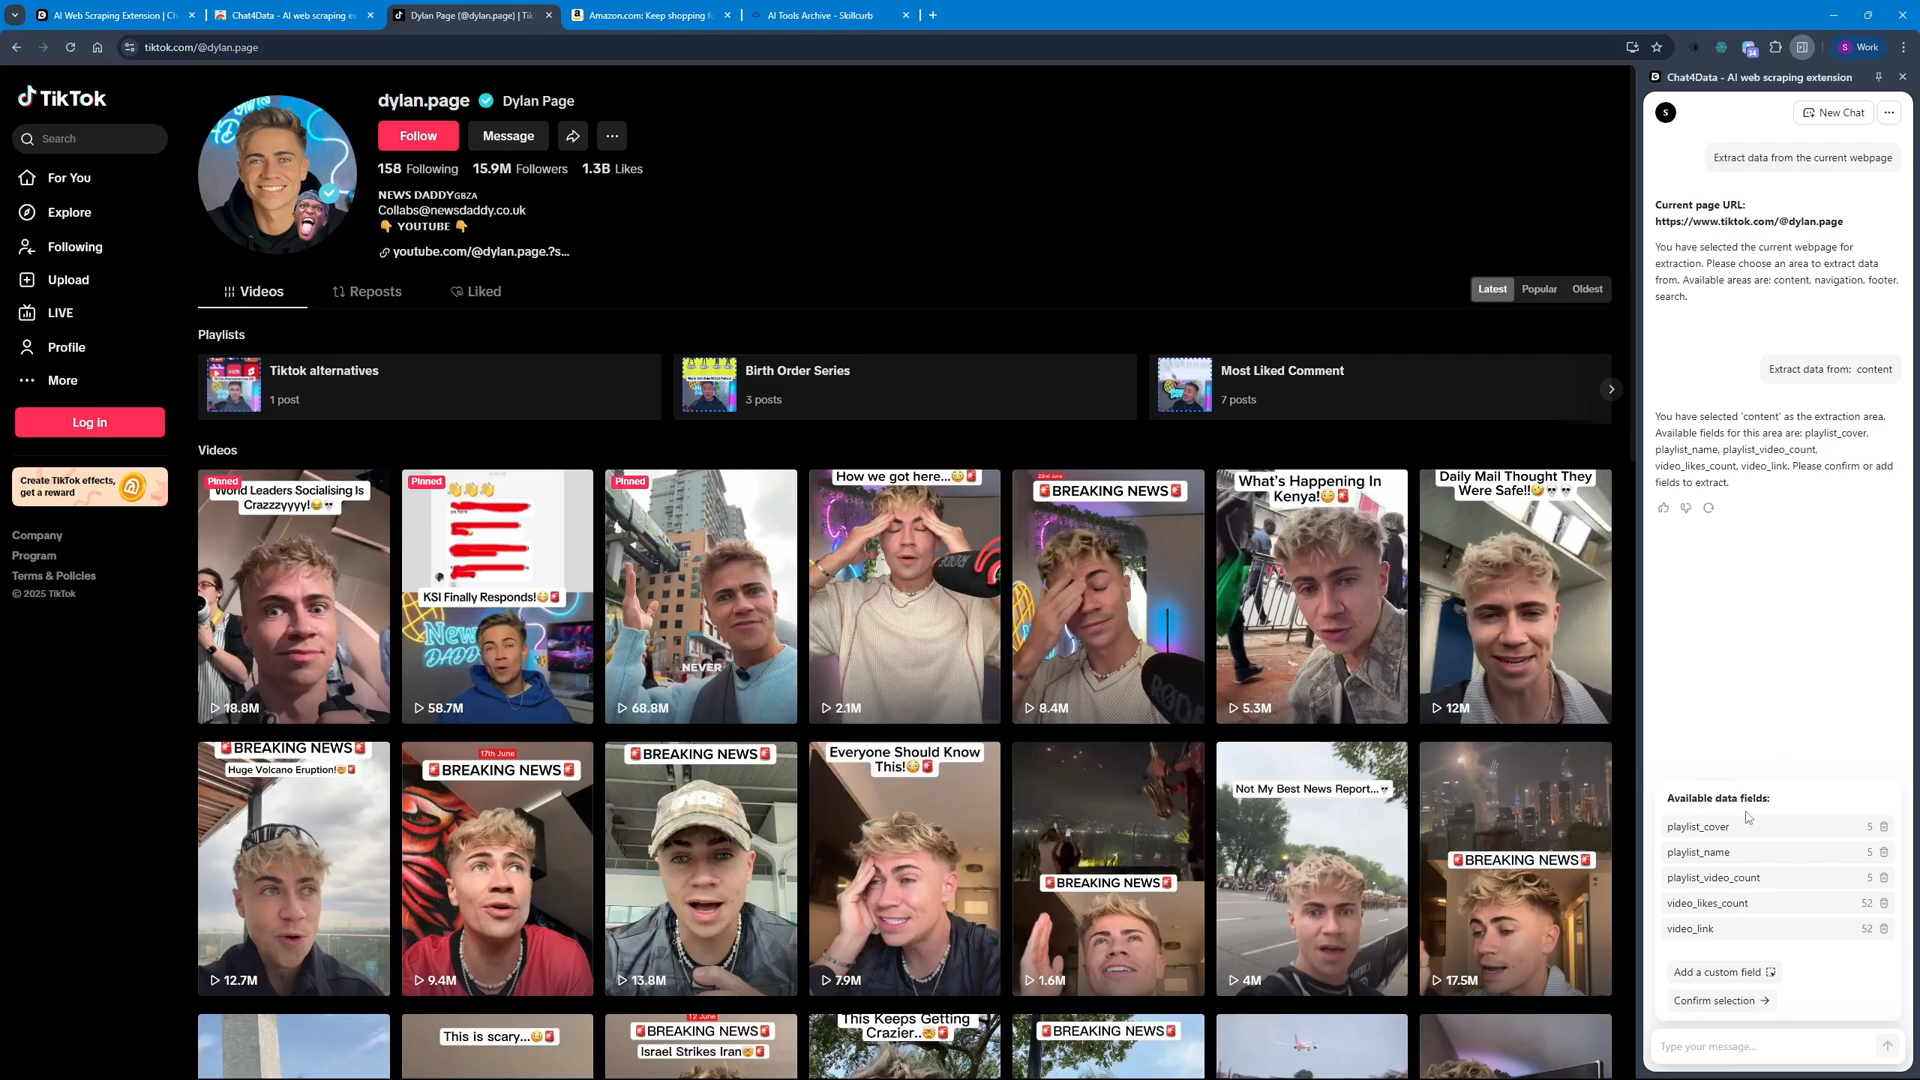 AI Web Scraping Extension | Ch
Chat4Data - AI web scraping ex
Dylan Page (@dylan.page) | Tik
Amazon.com: Keep shopping f
AI Tools Archive - Skillcurb
tiktok.com/@dylan.page
34
S Work
TikTok
Search
For You
Explore
Following
Upload
LIVE
Profile
More
Log In
Create TikTok effects,
get a reward
Company
Program
Terms & Policies
© 2025 TikTok
dylan.page Dylan Page
Follow Message
158 Following 15.9M Followers 1.3B Likes
NEWS DADDYGBZA
Collabs@newsdaddy.co.uk
👇 YOUTUBE 👇
youtube.com/@dylan.page.?s...
Videos Reposts Liked
Latest Popular Oldest
Playlists
Tiktok alternatives
1 post
Birth Order Series
3 posts
Most Liked Comment
7 posts
Videos
Pinned
World Leaders Socialising Is
Crazzzyyyy!😂💀
18.8M
Pinned
👋👋👋
KSI Finally Responds!😳🚨
News
DADDY
58.7M
Pinned
NEVER
68.8M
How we got here...😳🚨
2.1M
22nd June
🚨BREAKING NEWS🚨
8.4M
What's Happening In
Kenya!😳🚨
5.3M
Daily Mail Thought They
Were Safe!!🤣💀💀
12M
🚨BREAKING NEWS🚨
Huge Volcano Eruption!🤯🚨
12.7M
17th June
🚨BREAKING NEWS🚨
9.4M
🚨BREAKING NEWS🚨
13.8M
Everyone Should Know
This!😳🚨
7.9M
🚨BREAKING NEWS🚨
1.6M
Not My Best News Report...💀
4M
🚨BREAKING NEWS🚨
17.5M
This is scary...😳🚨
12 June
🚨BREAKING NEWS🚨
Israel Strikes Iran🤯🚨
This Keeps Getting
Crazier..🤯🚨
🚨BREAKING NEWS🚨
Chat4Data - AI web scraping extension
S
New Chat
Extract data from the current webpage
Current page URL:
https://www.tiktok.com/@dylan.page
You have selected the current webpage for
extraction. Please choose an area to extract data
from. Available areas are: content, navigation, footer,
search.
Extract data from: content
You have selected 'content' as the extraction area.
Available fields for this area are: playlist_cover,
playlist_name, playlist_video_count,
video_likes_count, video_link. Please confirm or add
fields to extract.
Available data fields:
playlist_cover 5
playlist_name 5
playlist_video_count 5
video_likes_count 52
video_link 52
Add a custom field
Confirm selection →
Type your message...